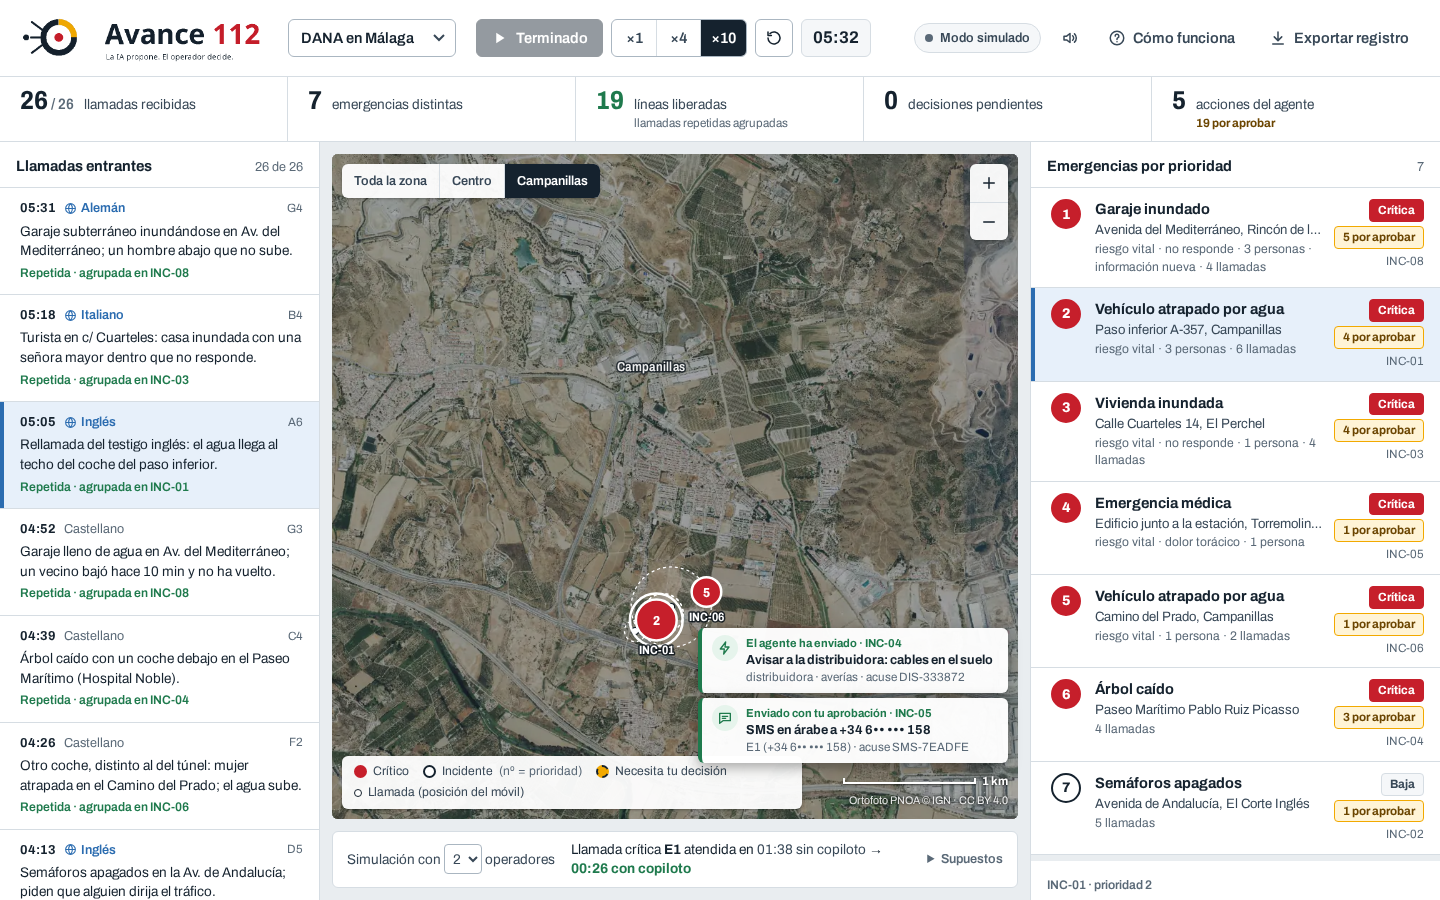 Avance 112
La IA propone. El operador decide.
DANA en Málaga
Terminado
×1
×4
×10
05:32
Modo simulado
Cómo funciona
Exportar registro
26 / 26 llamadas recibidas
7 emergencias distintas
19 líneas liberadas
llamadas repetidas agrupadas
0 decisiones pendientes
5 acciones del agente
19 por aprobar
Llamadas entrantes
26 de 26
05:31 Alemán G4
Garaje subterráneo inundándose en Av. del
Mediterráneo; un hombre abajo que no sube.
Repetida · agrupada en INC-08
05:18 Italiano B4
Turista en c/ Cuarteles: casa inundada con una
señora mayor dentro que no responde.
Repetida · agrupada en INC-03
05:05 Inglés A6
Rellamada del testigo inglés: el agua llega al
techo del coche del paso inferior.
Repetida · agrupada en INC-01
04:52 Castellano G3
Garaje lleno de agua en Av. del Mediterráneo;
un vecino bajó hace 10 min y no ha vuelto.
Repetida · agrupada en INC-08
04:39 Castellano C4
Árbol caído con un coche debajo en el Paseo
Marítimo (Hospital Noble).
Repetida · agrupada en INC-04
04:26 Castellano F2
Otro coche, distinto al del túnel: mujer
atrapada en el Camino del Prado; el agua sube.
Repetida · agrupada en INC-06
04:13 Inglés D5
Semáforos apagados en la Av. de Andalucía;
piden que alguien dirija el tráfico.
Toda la zona
Centro
Campanillas
+
−
Campanillas
5
INC-06
2
INC-01
El agente ha enviado · INC-04
Avisar a la distribuidora: cables en el suelo
distribuidora · averías · acuse DIS-333872
Enviado con tu aprobación · INC-05
SMS en árabe a +34 6•• ••• 158
E1 (+34 6•• ••• 158) · acuse SMS-7EADFE
Crítico
Incidente (nº = prioridad)
Necesita tu decisión
Llamada (posición del móvil)
1 km
Ortofoto PNOA © IGN · CC BY 4.0
Simulación con 2 operadores
Llamada crítica E1 atendida en 01:38 sin copiloto →
00:26 con copiloto
Supuestos
Emergencias por prioridad
7
1 Garaje inundado Crítica
Avenida del Mediterráneo, Rincón de l... 5 por aprobar
riesgo vital · no responde · 3 personas · INC-08
información nueva · 4 llamadas
2 Vehículo atrapado por agua Crítica
Paso inferior A-357, Campanillas 4 por aprobar
riesgo vital · 3 personas · 6 llamadas INC-01
3 Vivienda inundada Crítica
Calle Cuarteles 14, El Perchel 4 por aprobar
riesgo vital · no responde · 1 persona · 4 INC-03
llamadas
4 Emergencia médica Crítica
Edificio junto a la estación, Torremolin... 1 por aprobar
riesgo vital · dolor torácico · 1 persona INC-05
5 Vehículo atrapado por agua Crítica
Camino del Prado, Campanillas 1 por aprobar
riesgo vital · 1 persona · 2 llamadas INC-06
6 Árbol caído Crítica
Paseo Marítimo Pablo Ruiz Picasso 3 por aprobar
4 llamadas INC-04
7 Semáforos apagados Baja
Avenida de Andalucía, El Corte Inglés 1 por aprobar
5 llamadas INC-02
INC-01 · prioridad 2